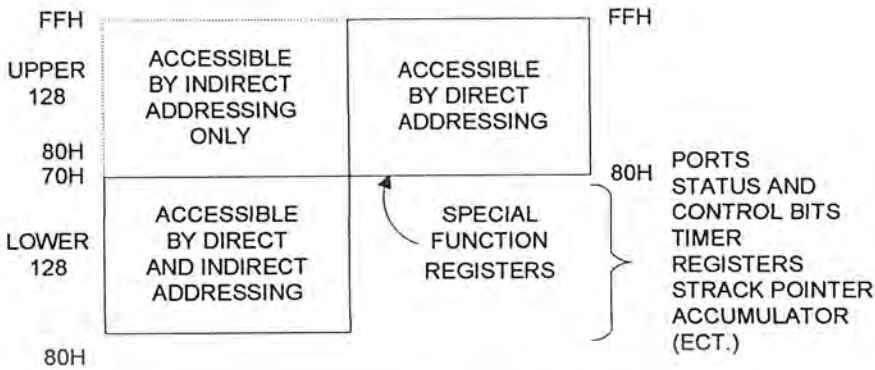 FFH
UPPER
128
80H
70H
LOWER
128
80H
ACCESSIBLE
BY INDIRECT
ADDRESSING
ONLY
ACCESSIBLE
BY DIRECT
ADDRESSING
FFH
80H
ACCESSIBLE
BY DIRECT
AND INDIRECT
ADDRESSING
SPECIAL
FUNCTION
REGISTERS
PORTS
STATUS AND
CONTROL BITS
TIMER
REGISTERS
STRACK POINTER
ACCUMULATOR
(ECT.)